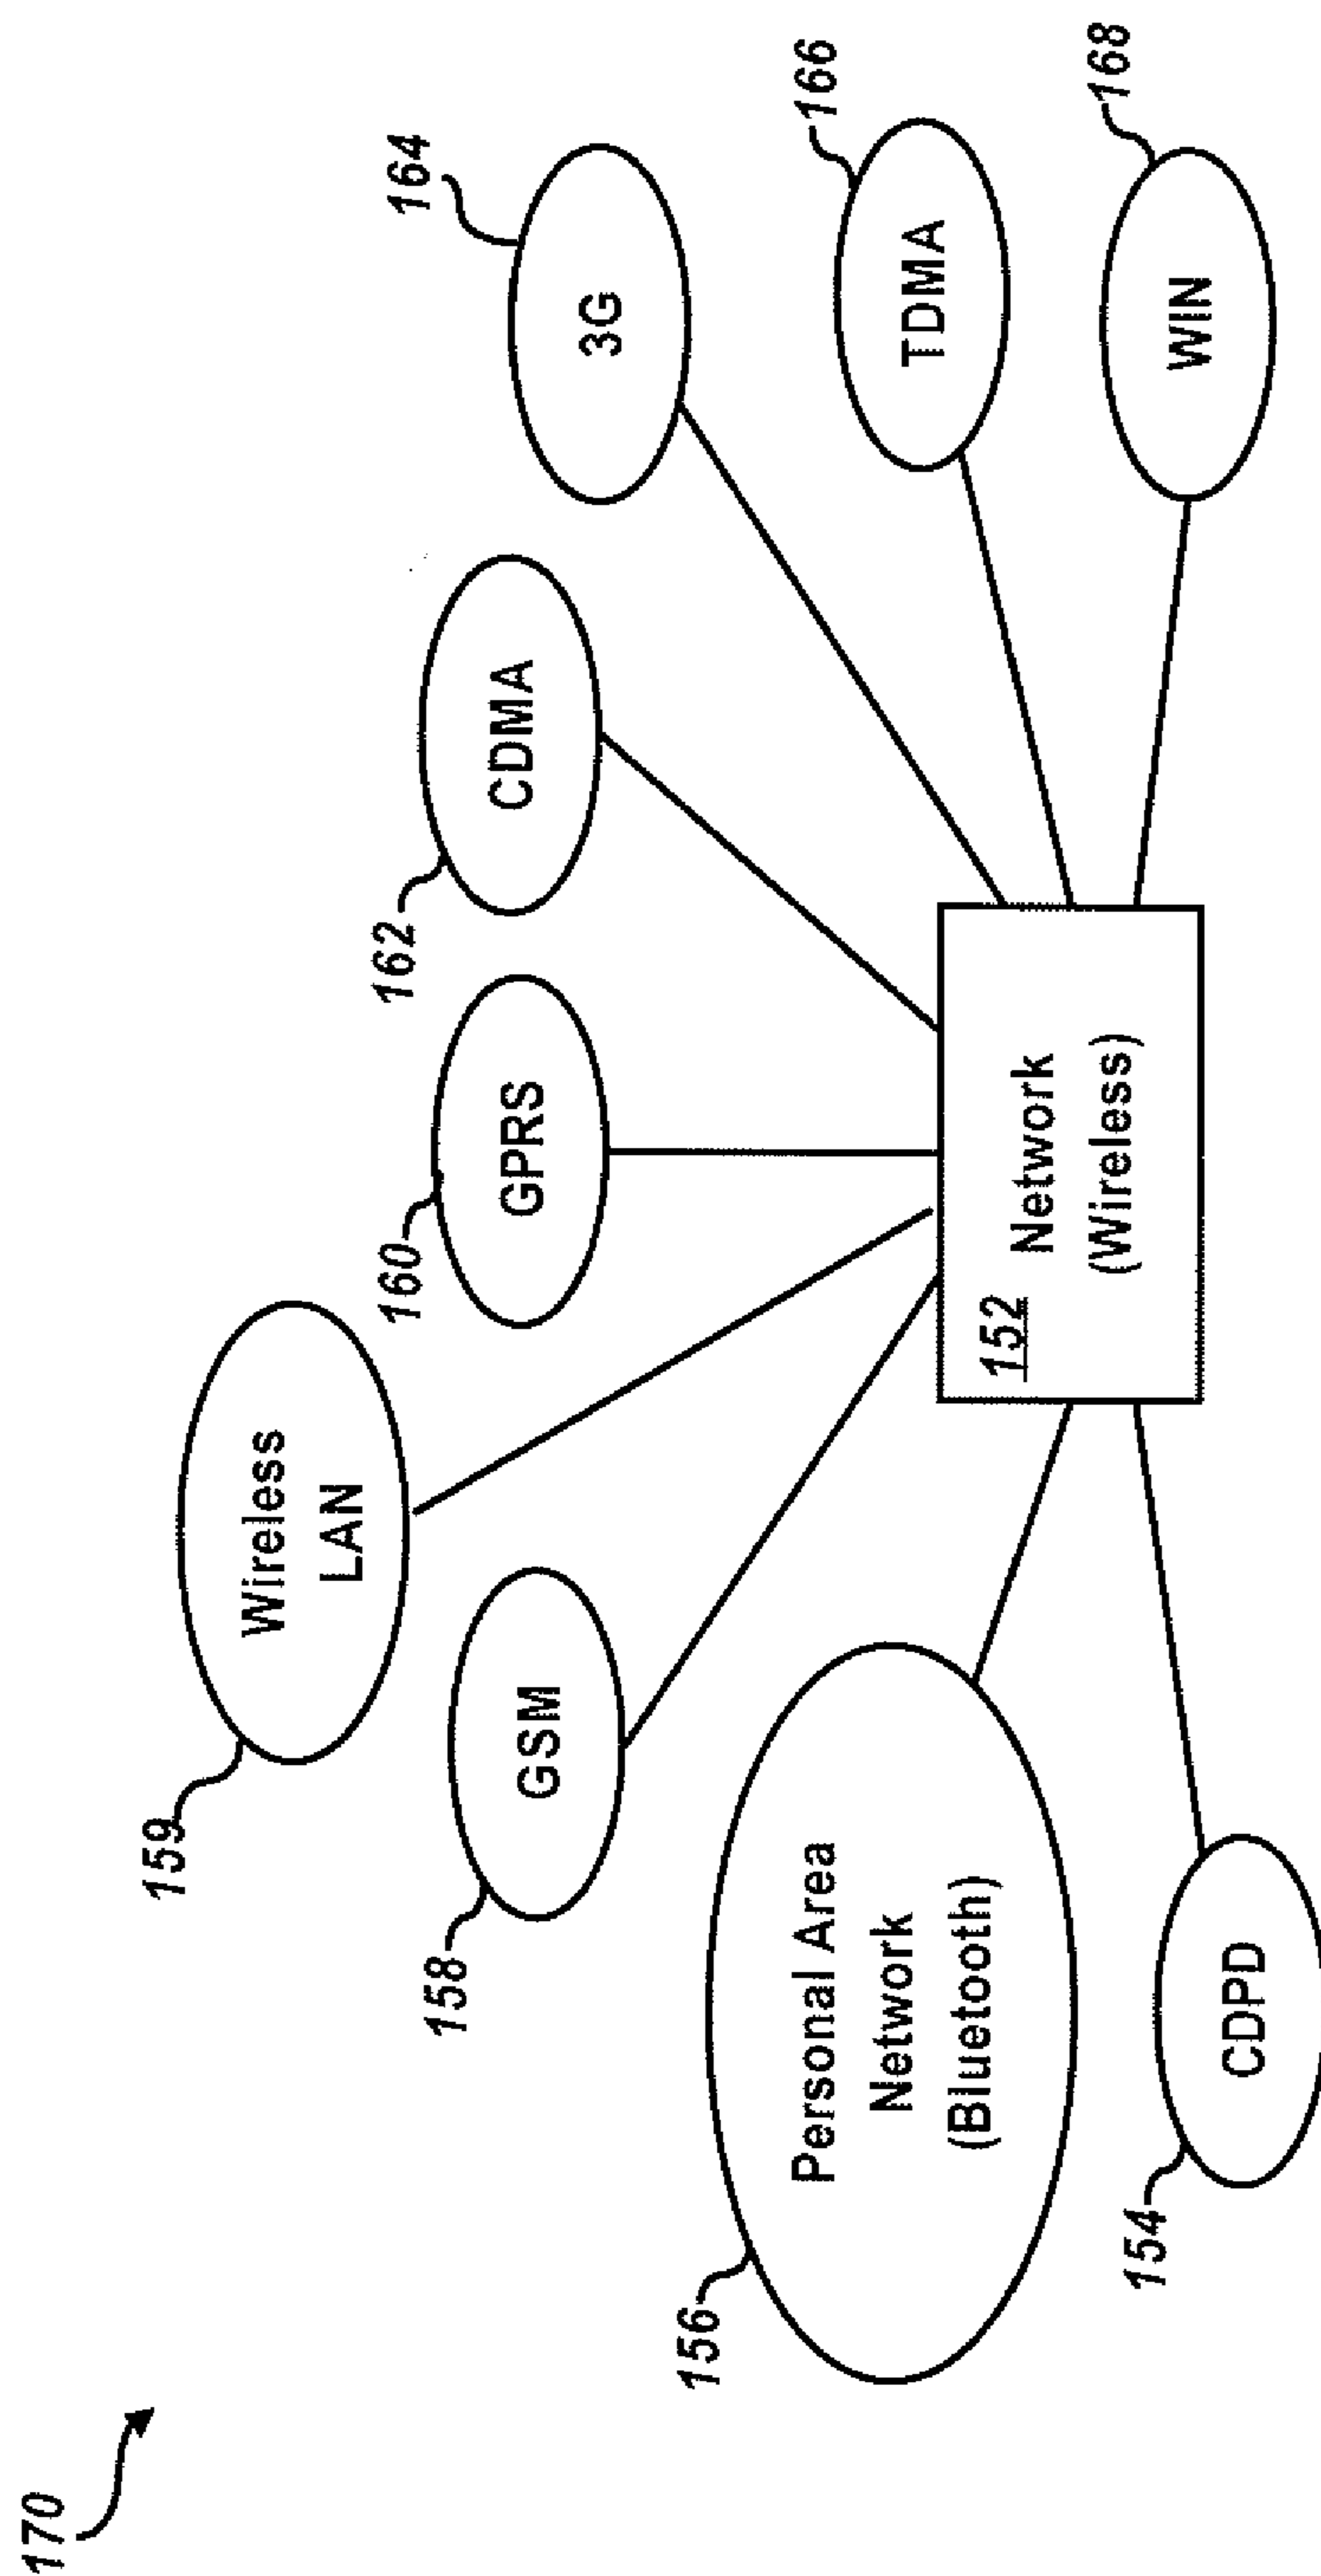 170
159
Wireless
LAN
164
3G
162
CDMA
160
GPRS
158
GSM
156
Personal Area
Network
(Bluetooth)
166
TDMA
152
Network
(Wireless)
154
CDPD
168
WIN